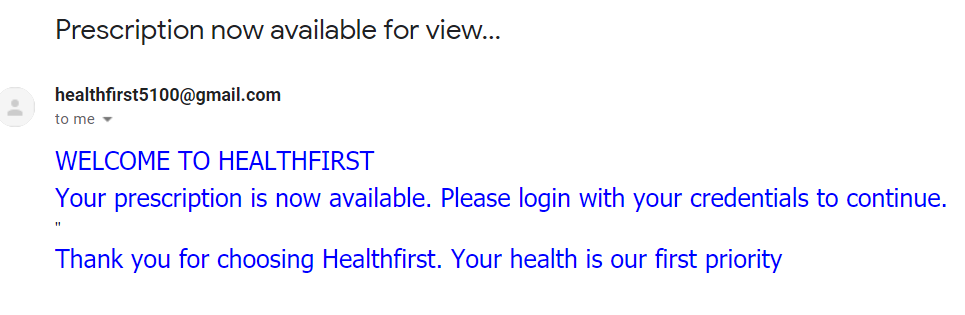 Prescription now available for view...
healthfirst5100@gmail.com
to me
WELCOME TO HEALTHFIRST
Your prescription is now available. Please login with your credentials to continue.
"
Thank you for choosing Healthfirst. Your health is our first priority